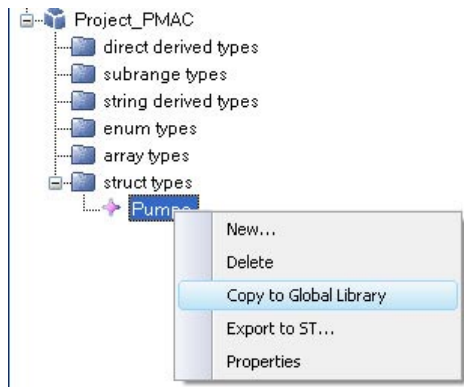 Project_PMAC
direct derived types
subrange types
string derived types
enum types
array types
struct types
Pumpe
New...
Delete
Copy to Global Library
Export to ST...
Properties